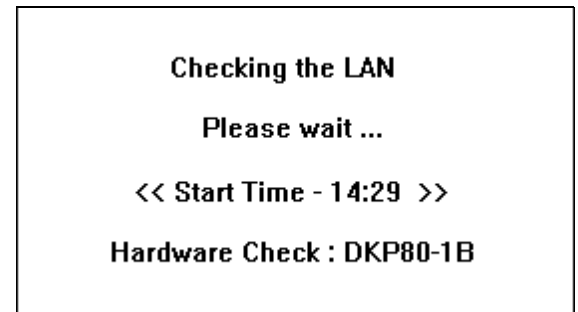 Checking the LAN
Please wait ...
<< Start Time - 14:29 >>
Hardware Check : DKP80-1B